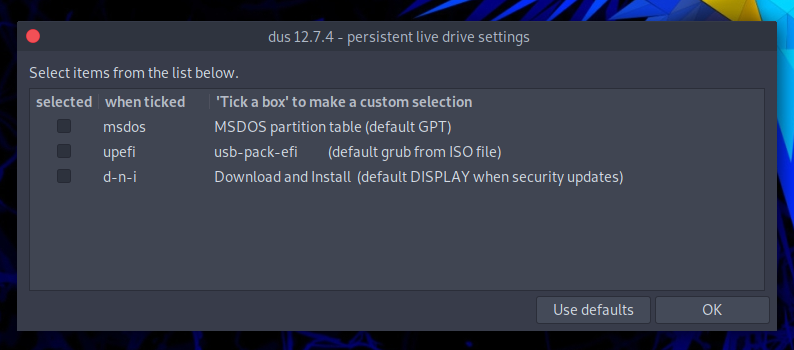 dus 12.7.4 - persistent live drive settings
Select items from the list below.
selected when ticked 'Tick a box' to make a custom selection
msdos MSDOS partition table (default GPT)
upefi usb-pack-efi (default grub from ISO file)
d-n-i Download and Install (default DISPLAY when security updates)
Use defaults OK